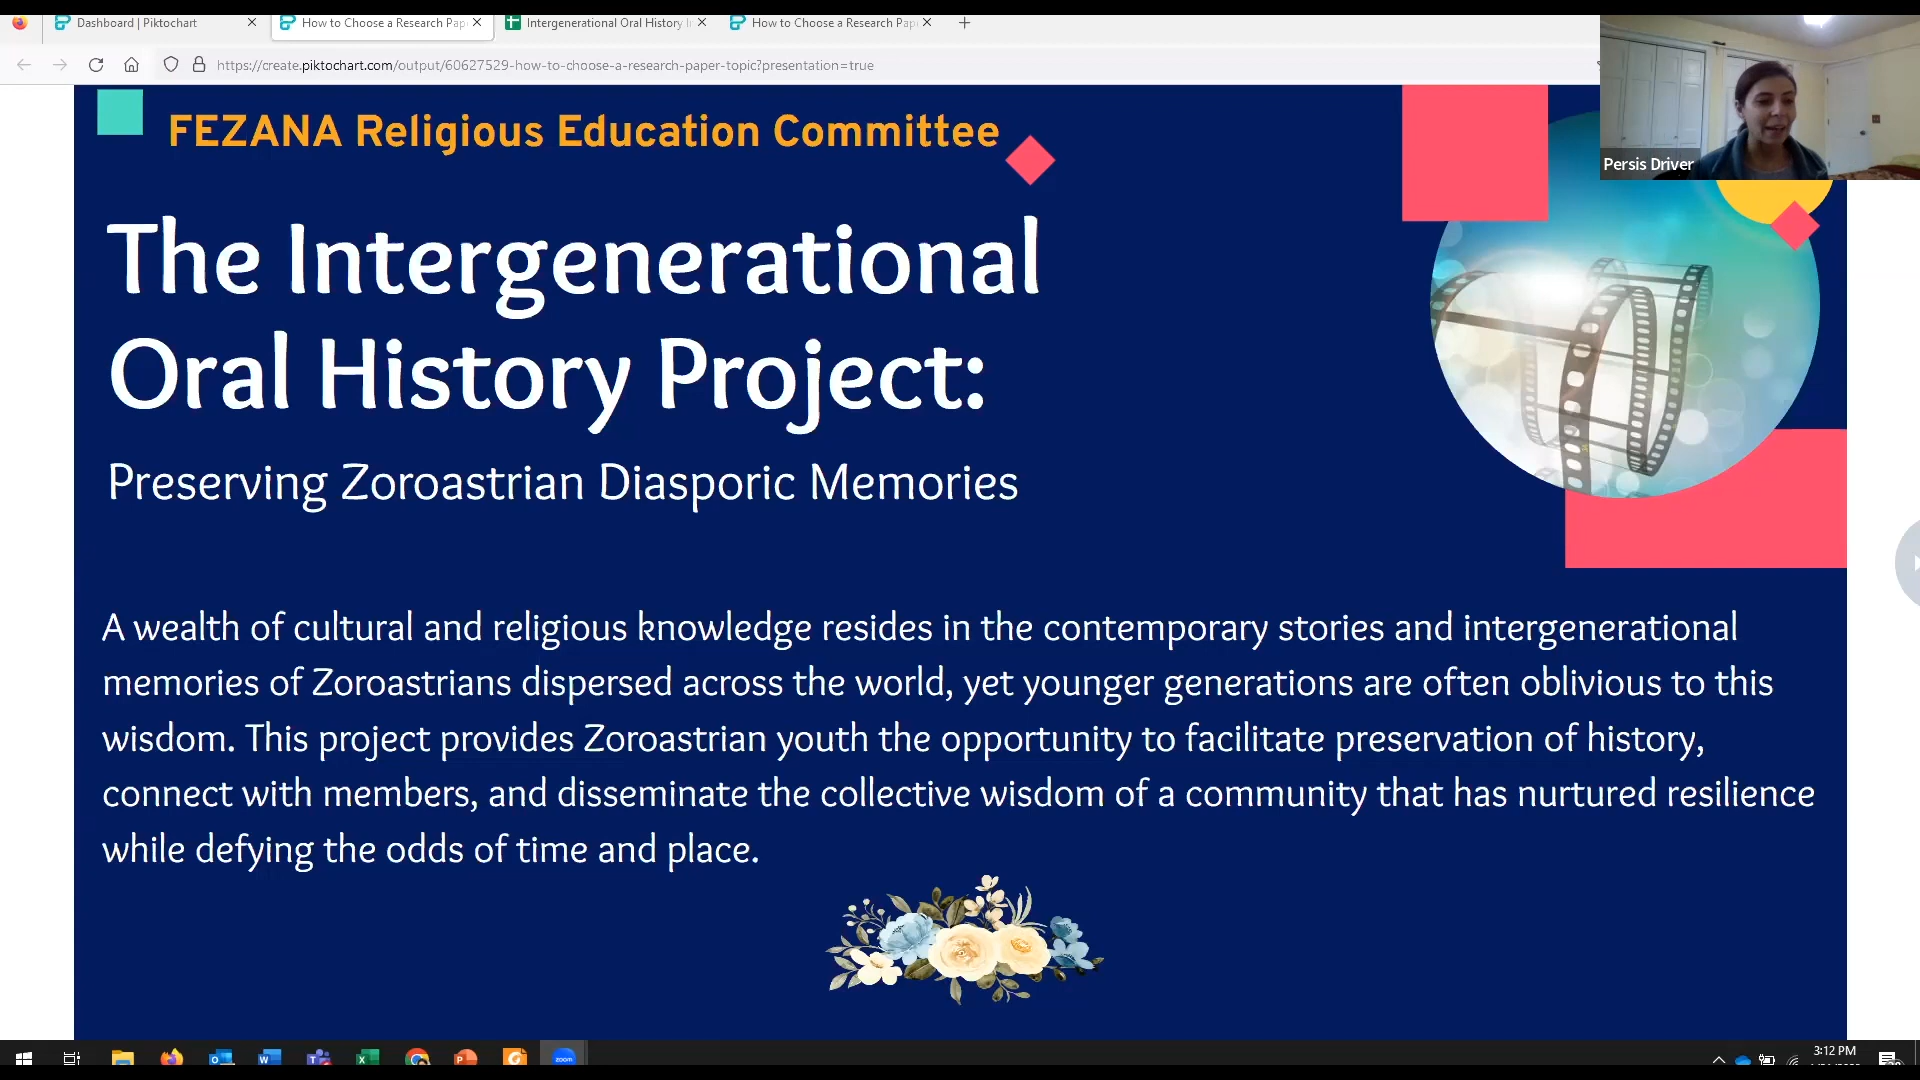 Dashboard | Piktochart
How to Choose a Research Pap
Intergenerational Oral History I
How to Choose a Research Pap
https://create.piktochart.com/output/60627529-how-to-choose-a-research-paper-topic?presentation=true
Persis Driver
FEZANA Religious Education Committee
The Intergenerational
Oral History Project:
Preserving Zoroastrian Diasporic Memories
A wealth of cultural and religious knowledge resides in the contemporary stories and intergenerational
memories of Zoroastrians dispersed across the world, yet younger generations are often oblivious to this
wisdom. This project provides Zoroastrian youth the opportunity to facilitate preservation of history,
connect with members, and disseminate the collective wisdom of a community that has nurtured resilience
while defying the odds of time and place.
zoom
3:12 PM